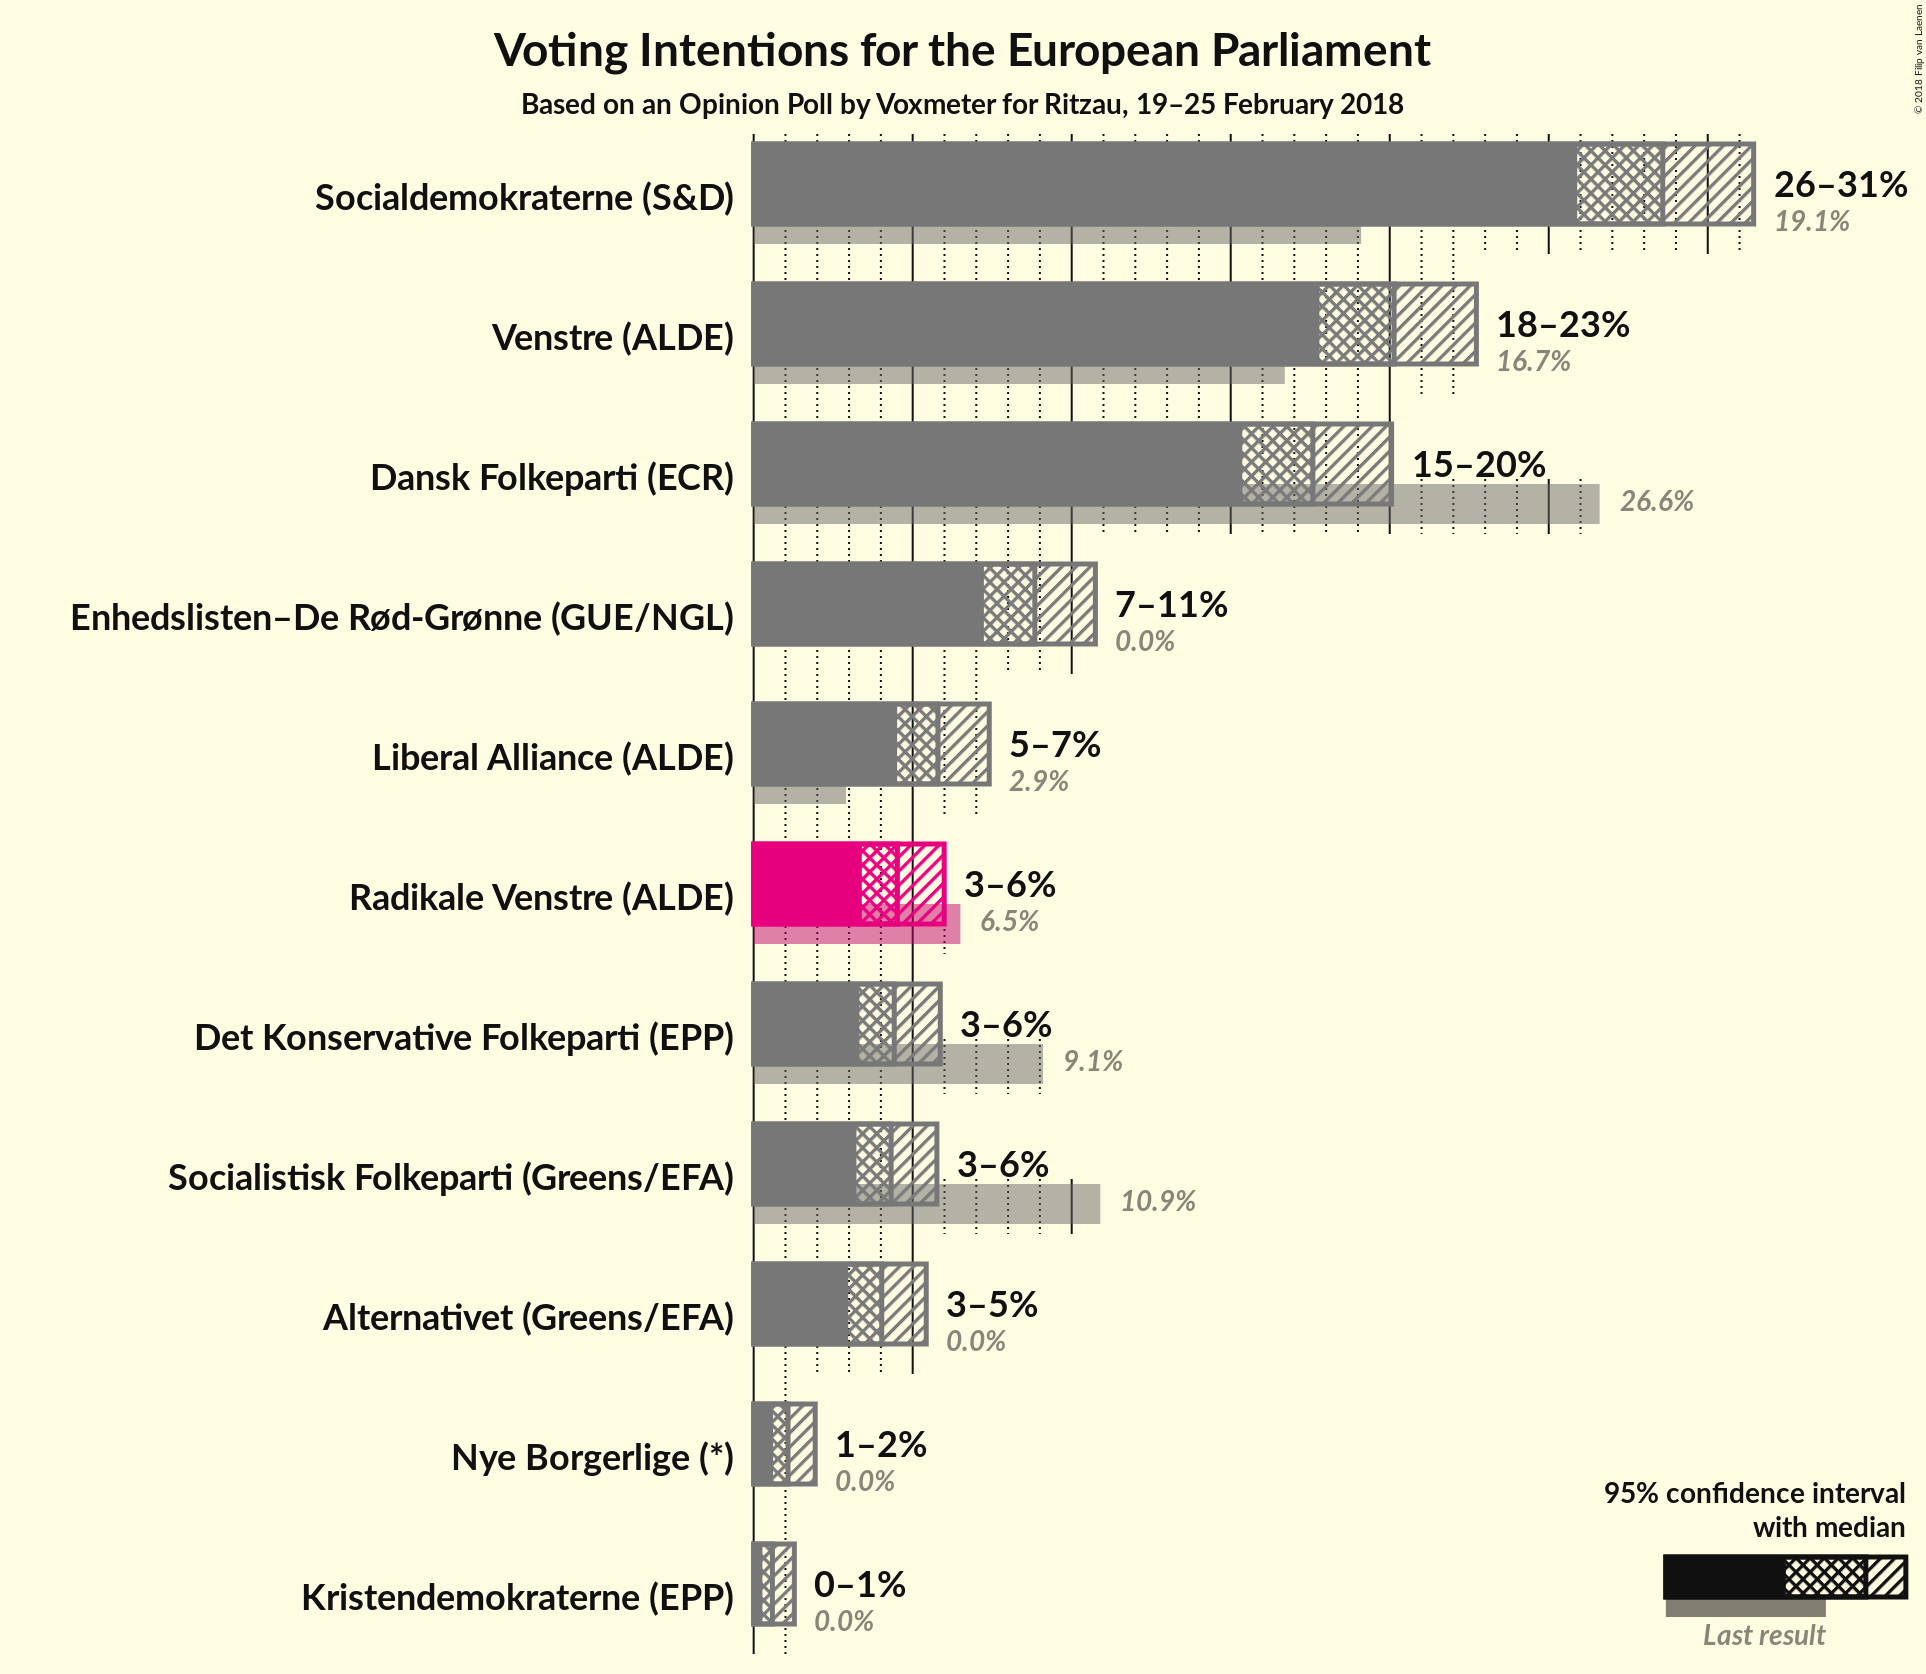 Voting Intentions for the European Parliament
Based on an Opinion Poll by Voxmeter for Ritzau, 19–25 February 2018
© 2018 Filip van Laenen
Socialdemokraterne (S&D)
26–31%
19.1%
Venstre (ALDE)
18–23%
16.7%
Dansk Folkeparti (ECR)
15–20%
26.6%
Enhedslisten–De Rød-Grønne (GUE/NGL)
7–11%
0.0%
Liberal Alliance (ALDE)
5–7%
2.9%
Radikale Venstre (ALDE)
3–6%
6.5%
Det Konservative Folkeparti (EPP)
3–6%
9.1%
Socialistisk Folkeparti (Greens/EFA)
3–6%
10.9%
Alternativet (Greens/EFA)
3–5%
0.0%
Nye Borgerlige (*)
1–2%
0.0%
Kristendemokraterne (EPP)
0–1%
0.0%
95% confidence interval
with median
Last result